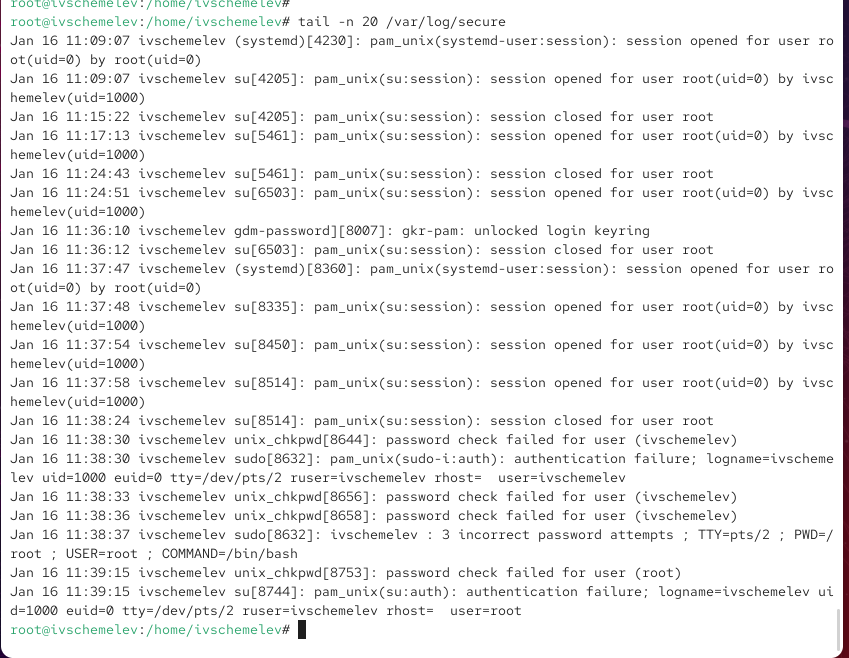 root@ivschemelev:/home/ivschemelev#
root@ivschemelev:/home/ivschemelev# tail -n 20 /var/log/secure
Jan 16 11:09:07 ivschemelev (systemd)[4230]: pam_unix(systemd-user:session): session opened for user ro
ot(uid=0) by root(uid=0)
Jan 16 11:09:07 ivschemelev su[4205]: pam_unix(su:session): session opened for user root(uid=0) by ivsc
hemelev(uid=1000)
Jan 16 11:15:22 ivschemelev su[4205]: pam_unix(su:session): session closed for user root
Jan 16 11:17:13 ivschemelev su[5461]: pam_unix(su:session): session opened for user root(uid=0) by ivsc
hemelev(uid=1000)
Jan 16 11:24:43 ivschemelev su[5461]: pam_unix(su:session): session closed for user root
Jan 16 11:24:51 ivschemelev su[6503]: pam_unix(su:session): session opened for user root(uid=0) by ivsc
hemelev(uid=1000)
Jan 16 11:36:10 ivschemelev gdm-password][8007]: gkr-pam: unlocked login keyring
Jan 16 11:36:12 ivschemelev su[6503]: pam_unix(su:session): session closed for user root
Jan 16 11:37:47 ivschemelev (systemd)[8360]: pam_unix(systemd-user:session): session opened for user ro
ot(uid=0) by root(uid=0)
Jan 16 11:37:48 ivschemelev su[8335]: pam_unix(su:session): session opened for user root(uid=0) by ivsc
hemelev(uid=1000)
Jan 16 11:37:54 ivschemelev su[8450]: pam_unix(su:session): session opened for user root(uid=0) by ivsc
hemelev(uid=1000)
Jan 16 11:37:58 ivschemelev su[8514]: pam_unix(su:session): session opened for user root(uid=0) by ivsc
hemelev(uid=1000)
Jan 16 11:38:24 ivschemelev su[8514]: pam_unix(su:session): session closed for user root
Jan 16 11:38:30 ivschemelev unix_chkpwd[8644]: password check failed for user (ivschemelev)
Jan 16 11:38:30 ivschemelev sudo[8632]: pam_unix(sudo-i:auth): authentication failure; logname=ivscheme
lev uid=1000 euid=0 tty=/dev/pts/2 ruser=ivschemelev rhost=  user=ivschemelev
Jan 16 11:38:33 ivschemelev unix_chkpwd[8656]: password check failed for user (ivschemelev)
Jan 16 11:38:36 ivschemelev unix_chkpwd[8658]: password check failed for user (ivschemelev)
Jan 16 11:38:37 ivschemelev sudo[8632]: ivschemelev : 3 incorrect password attempts ; TTY=pts/2 ; PWD=/
root ; USER=root ; COMMAND=/bin/bash
Jan 16 11:39:15 ivschemelev unix_chkpwd[8753]: password check failed for user (root)
Jan 16 11:39:15 ivschemelev su[8744]: pam_unix(su:auth): authentication failure; logname=ivschemelev ui
d=1000 euid=0 tty=/dev/pts/2 ruser=ivschemelev rhost=  user=root
root@ivschemelev:/home/ivschemelev#